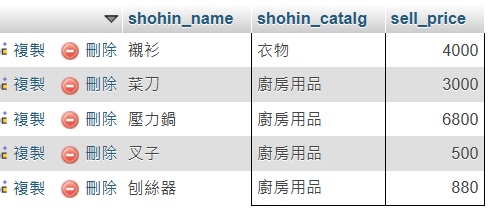 shohin_name shohin_catalg sell_price
複製 刪除 襯衫 衣物 4000
複製 刪除 菜刀 廚房用品 3000
複製 刪除 壓力鍋 廚房用品 6800
複製 刪除 叉子 廚房用品 500
複製 刪除 刨絲器 廚房用品 880